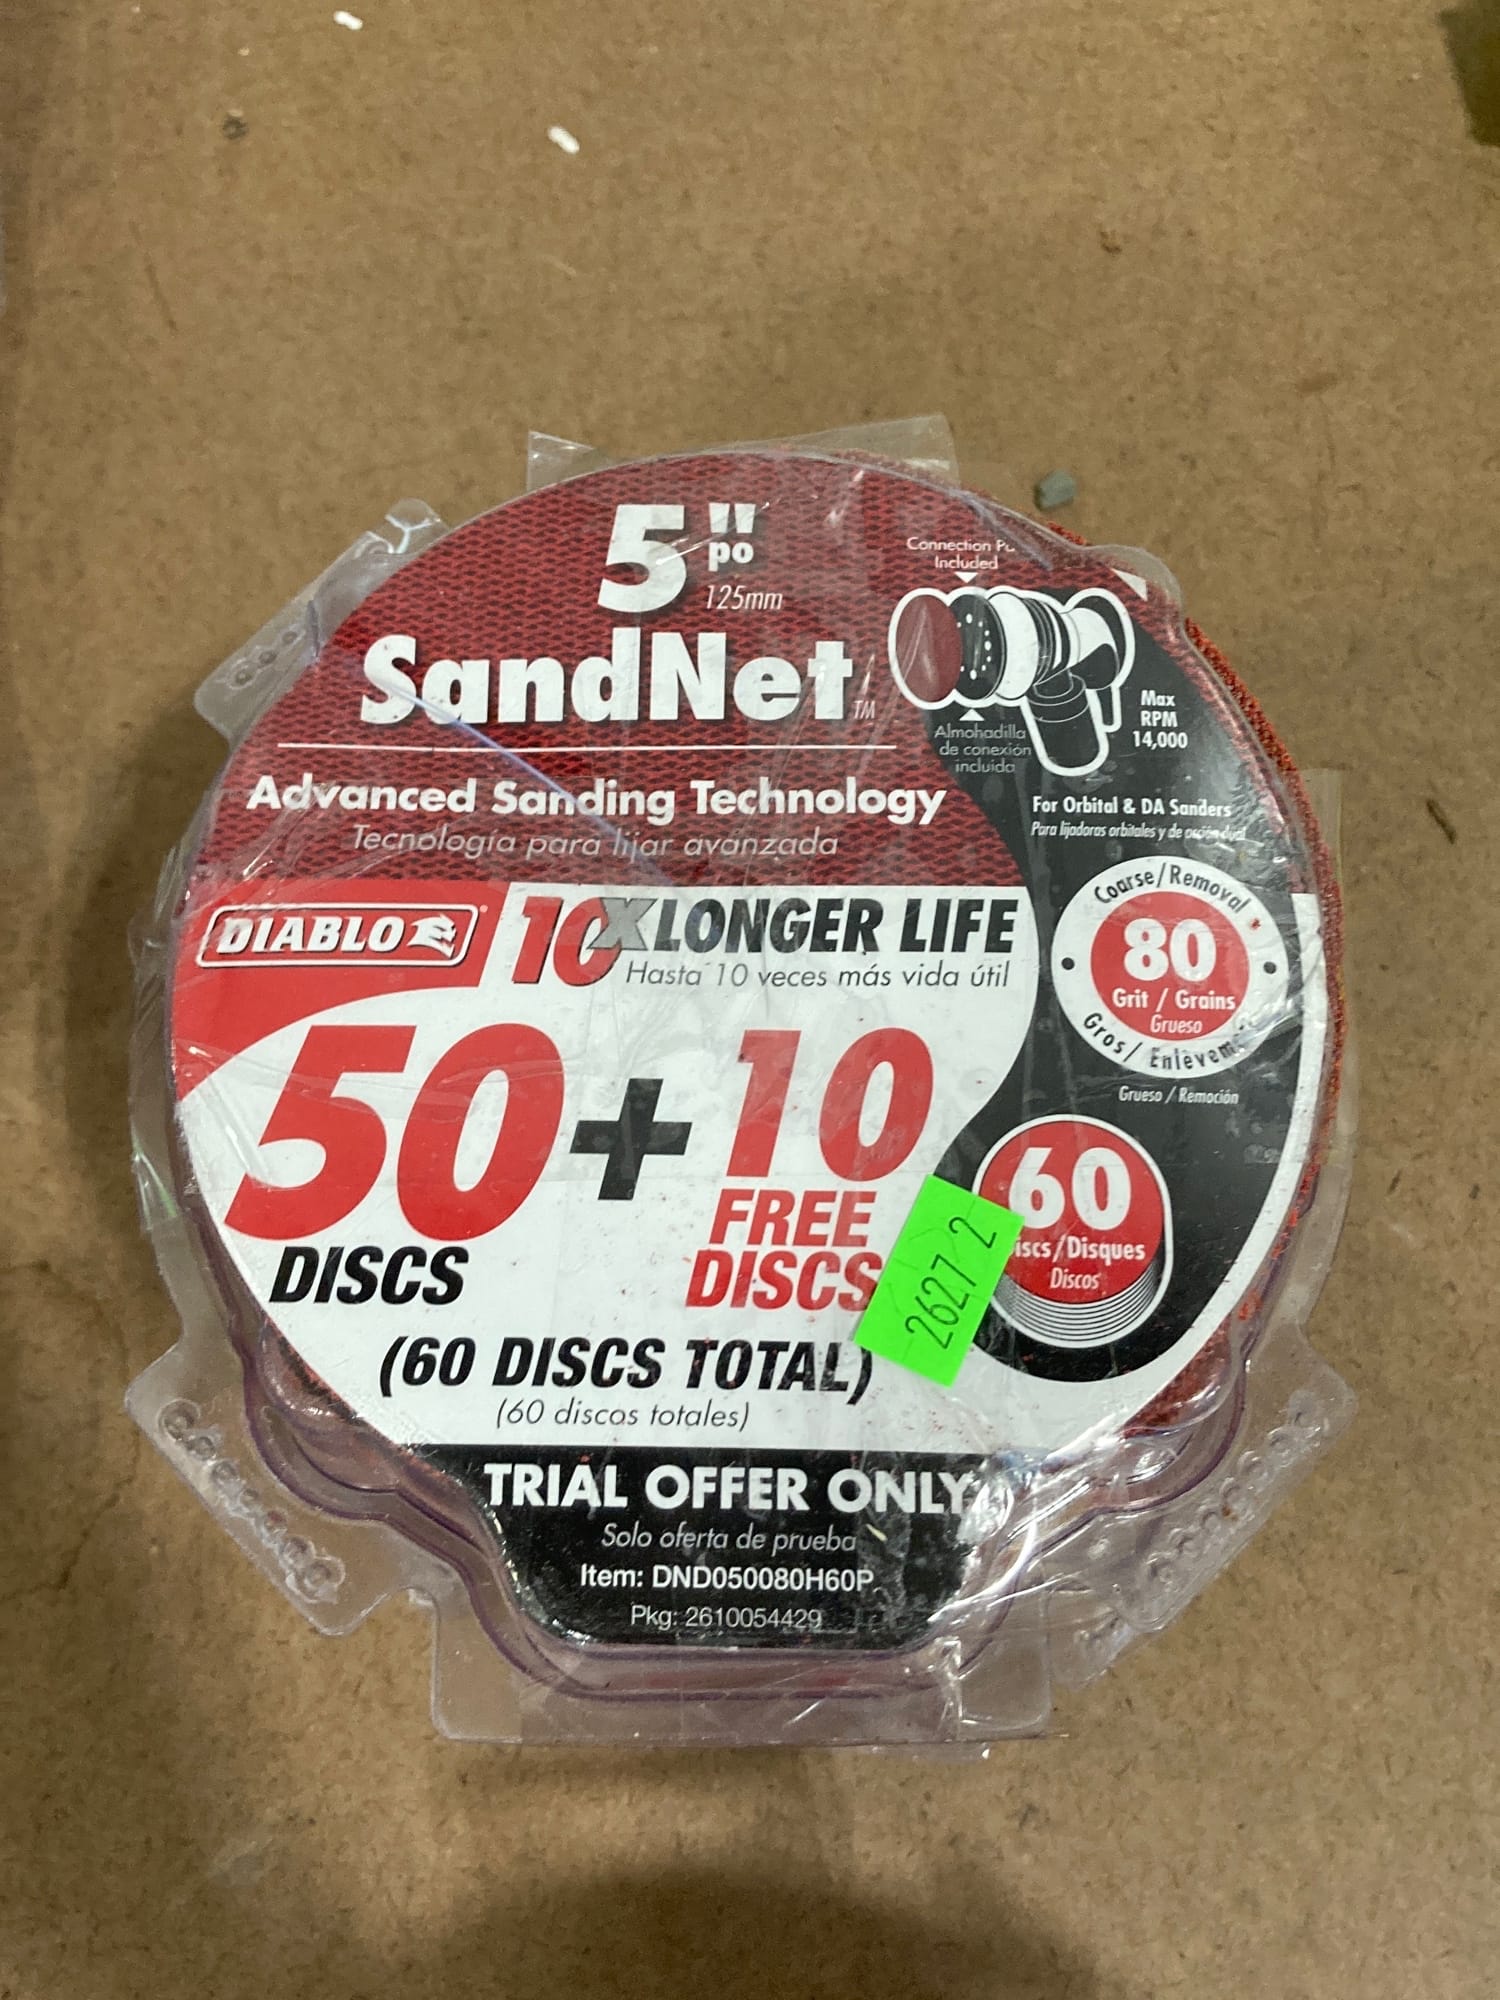 5" po
125mm
SandNet™
Advanced Sanding Technology
Tecnología para lijar avanzada
Connection
Included
Almohadilla
de conexión
incluida
Max
RPM
14,000
For Orbital & DA Sanders
Para lijadoras orbitales y de acción dual
DIABLO
10X LONGER LIFE
Hasta 10 veces más vida útil
Coarse/Removal
80
Grit / Grains
Grueso
Gros/
Grueso / Remoción
50 + 10
DISCS
FREE
DISCS
(60 DISCS TOTAL)
(60 discos totales)
60
Discs/Disques
Discos
2627 2
TRIAL OFFER ONLY
Solo oferta de prueba
Item: DND050080H60P
Pkg: 2610054429